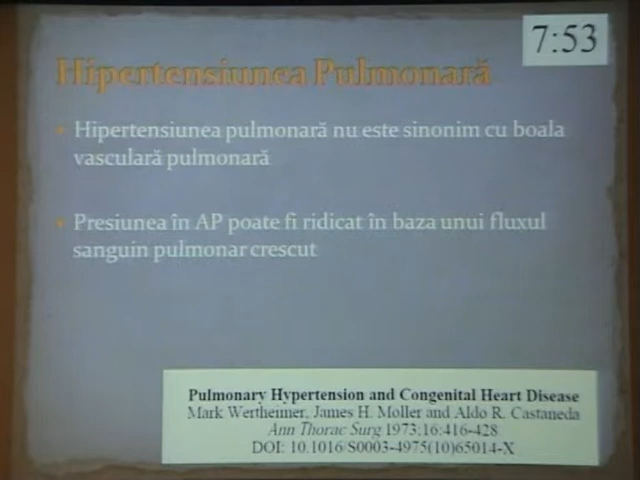 7:53
Hipertensiunea Pulmonară
Hipertensiunea pulmonară nu este sinonim cu boala
vasculară pulmonară
Presiunea în AP poate fi ridicat în baza unui fluxul
sanguin pulmonar crescut
Pulmonary Hypertension and Congenital Heart Disease
Mark Wertheimer, James H. Moller and Aldo R. Castaneda
Ann Thorac Surg 1973;16:416-428
DOI: 10.1016/S0003-4975(10)65014-X